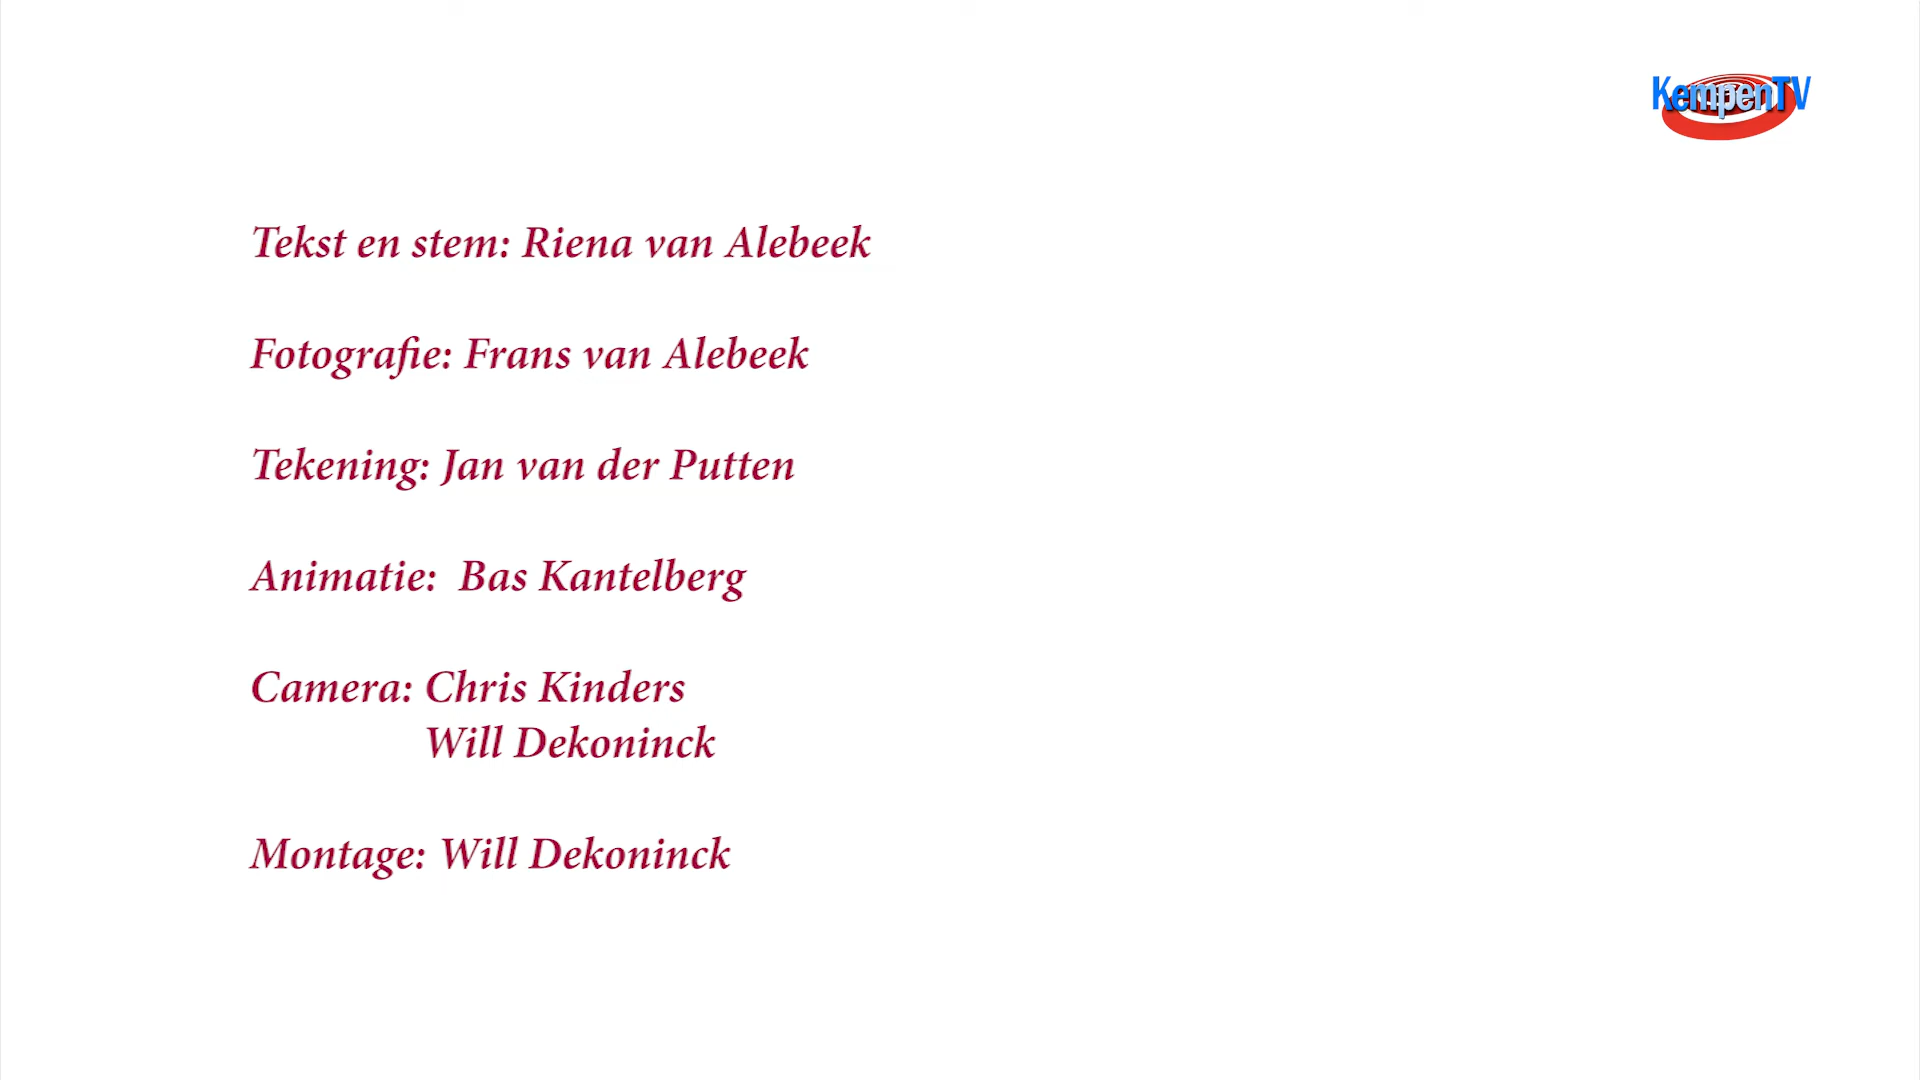 KempenTV
Tekst en stem: Riena van Alebeek
Fotografie: Frans van Alebeek
Tekening: Jan van der Putten
Animatie: Bas Kantelberg
Camera: Chris Kinders
Will Dekoninck
Montage: Will Dekoninck